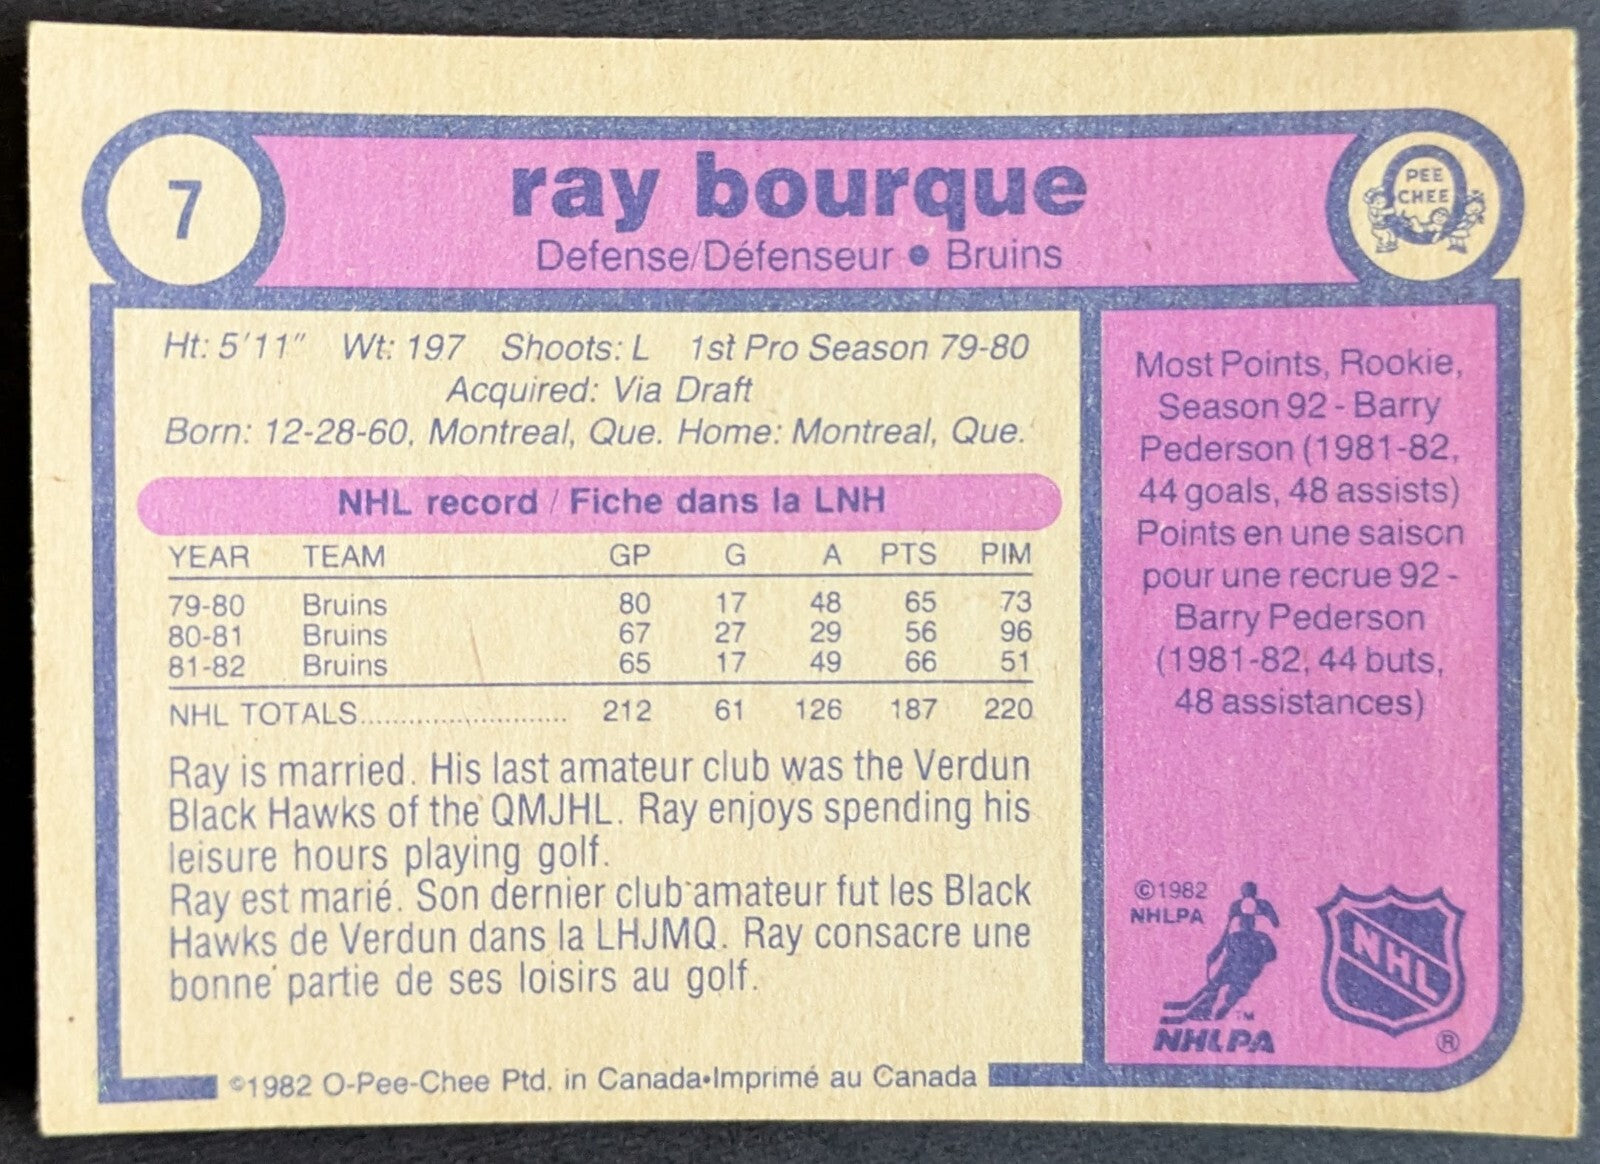 7
ray bourque
Defense/Défenseur • Bruins
PEE
CHEE
Ht: 5'11" Wt: 197 Shoots: L 1st Pro Season 79-80
Acquired: Via Draft
Born: 12-28-60, Montreal, Que. Home: Montreal, Que.
NHL record / Fiche dans la LNH
YEAR TEAM GP G A PTS PIM
79-80 Bruins 80 17 48 65 73
80-81 Bruins 67 27 29 56 96
81-82 Bruins 65 17 49 66 51
NHL TOTALS.......................... 212 61 126 187 220
Ray is married. His last amateur club was the Verdun
Black Hawks of the QMJHL. Ray enjoys spending his
leisure hours playing golf.
Ray est marié. Son dernier club amateur fut les Black
Hawks de Verdun dans la LHJMQ. Ray consacre une
bonne partie de ses loisirs au golf.
Most Points, Rookie,
Season 92 - Barry
Pederson (1981-82,
44 goals, 48 assists)
Points en une saison
pour une recrue 92 -
Barry Pederson
(1981-82, 44 buts,
48 assistances)
©1982
NHLPA
TM
NHLPA
NHL
®
©1982 O-Pee-Chee Ptd. in Canada•Imprimé au Canada